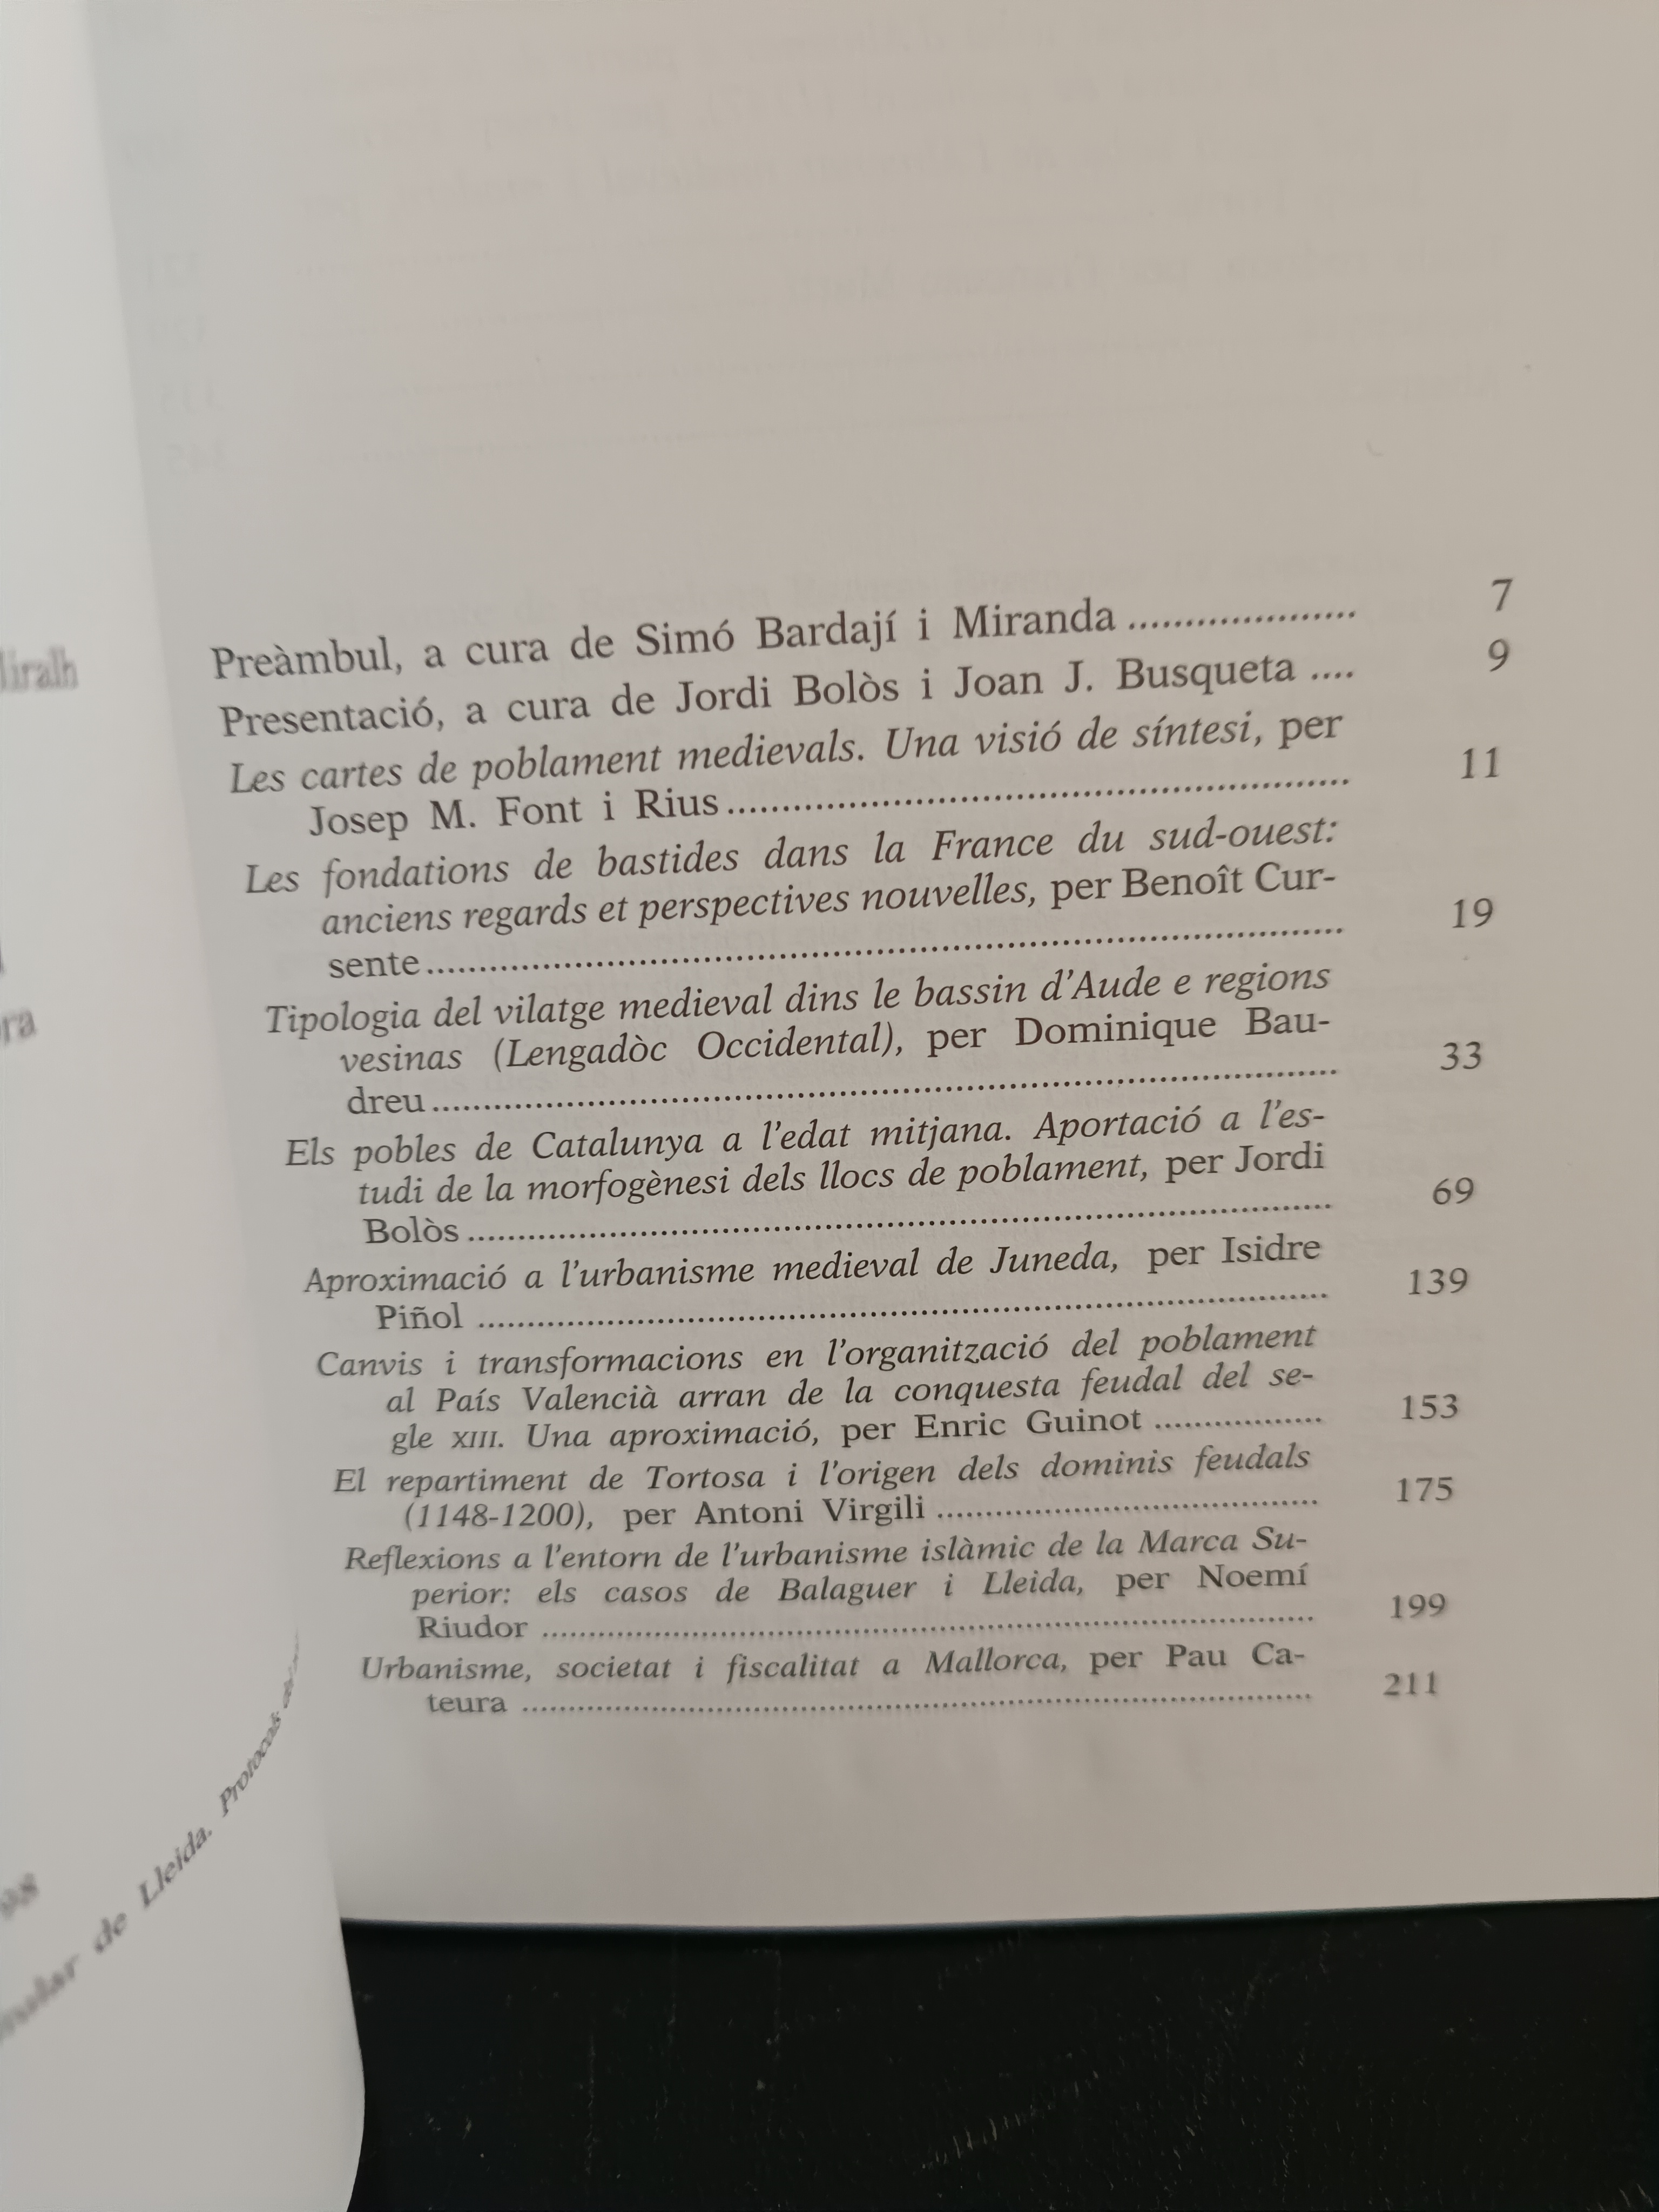 Preàmbul, a cura de Simó Bardají i Miranda .................... 7
Presentació, a cura de Jordi Bolòs i Joan J. Busqueta .... 9
Les cartes de poblament medievals. Una visió de síntesi, per
Josep M. Font i Rius ...................................................... 11
Les fondations de bastides dans la France du sud-ouest:
anciens regards et perspectives nouvelles, per Benoît Cur-
sente ................................................................................ 19
Tipologia del vilatge medieval dins le bassin d'Aude e regions
vesinas (Lengadòc Occidental), per Dominique Bau-
dreu ................................................................................ 33
Els pobles de Catalunya a l'edat mitjana. Aportació a l'es-
tudi de la morfogènesi dels llocs de poblament, per Jordi
Bolòs ................................................................................ 69
Aproximació a l'urbanisme medieval de Juneda, per Isidre
Piñol ................................................................................ 139
Canvis i transformacions en l'organització del poblament
al País Valencià arran de la conquesta feudal del se-
gle XIII. Una aproximació, per Enric Guinot .................. 153
El repartiment de Tortosa i l'origen dels dominis feudals
(1148-1200), per Antoni Virgili ........................................ 175
Reflexions a l'entorn de l'urbanisme islàmic de la Marca Su-
perior: els casos de Balaguer i Lleida, per Noemí
Riudor ................................................................................ 199
Urbanisme, societat i fiscalitat a Mallorca, per Pau Ca-
teura ................................................................................ 211
de Lleida. Protocols